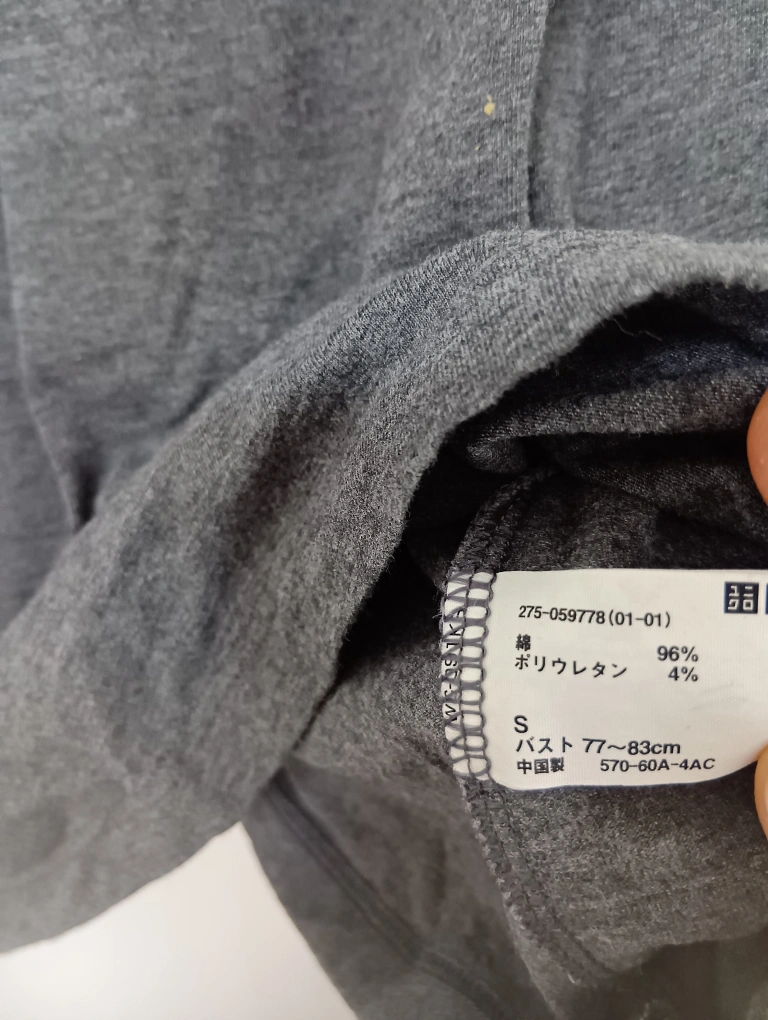 275-059778(01-01)
綿 96%
ポリウレタン 4%
S
バスト 77〜83cm
中国製 570-60A-4AC